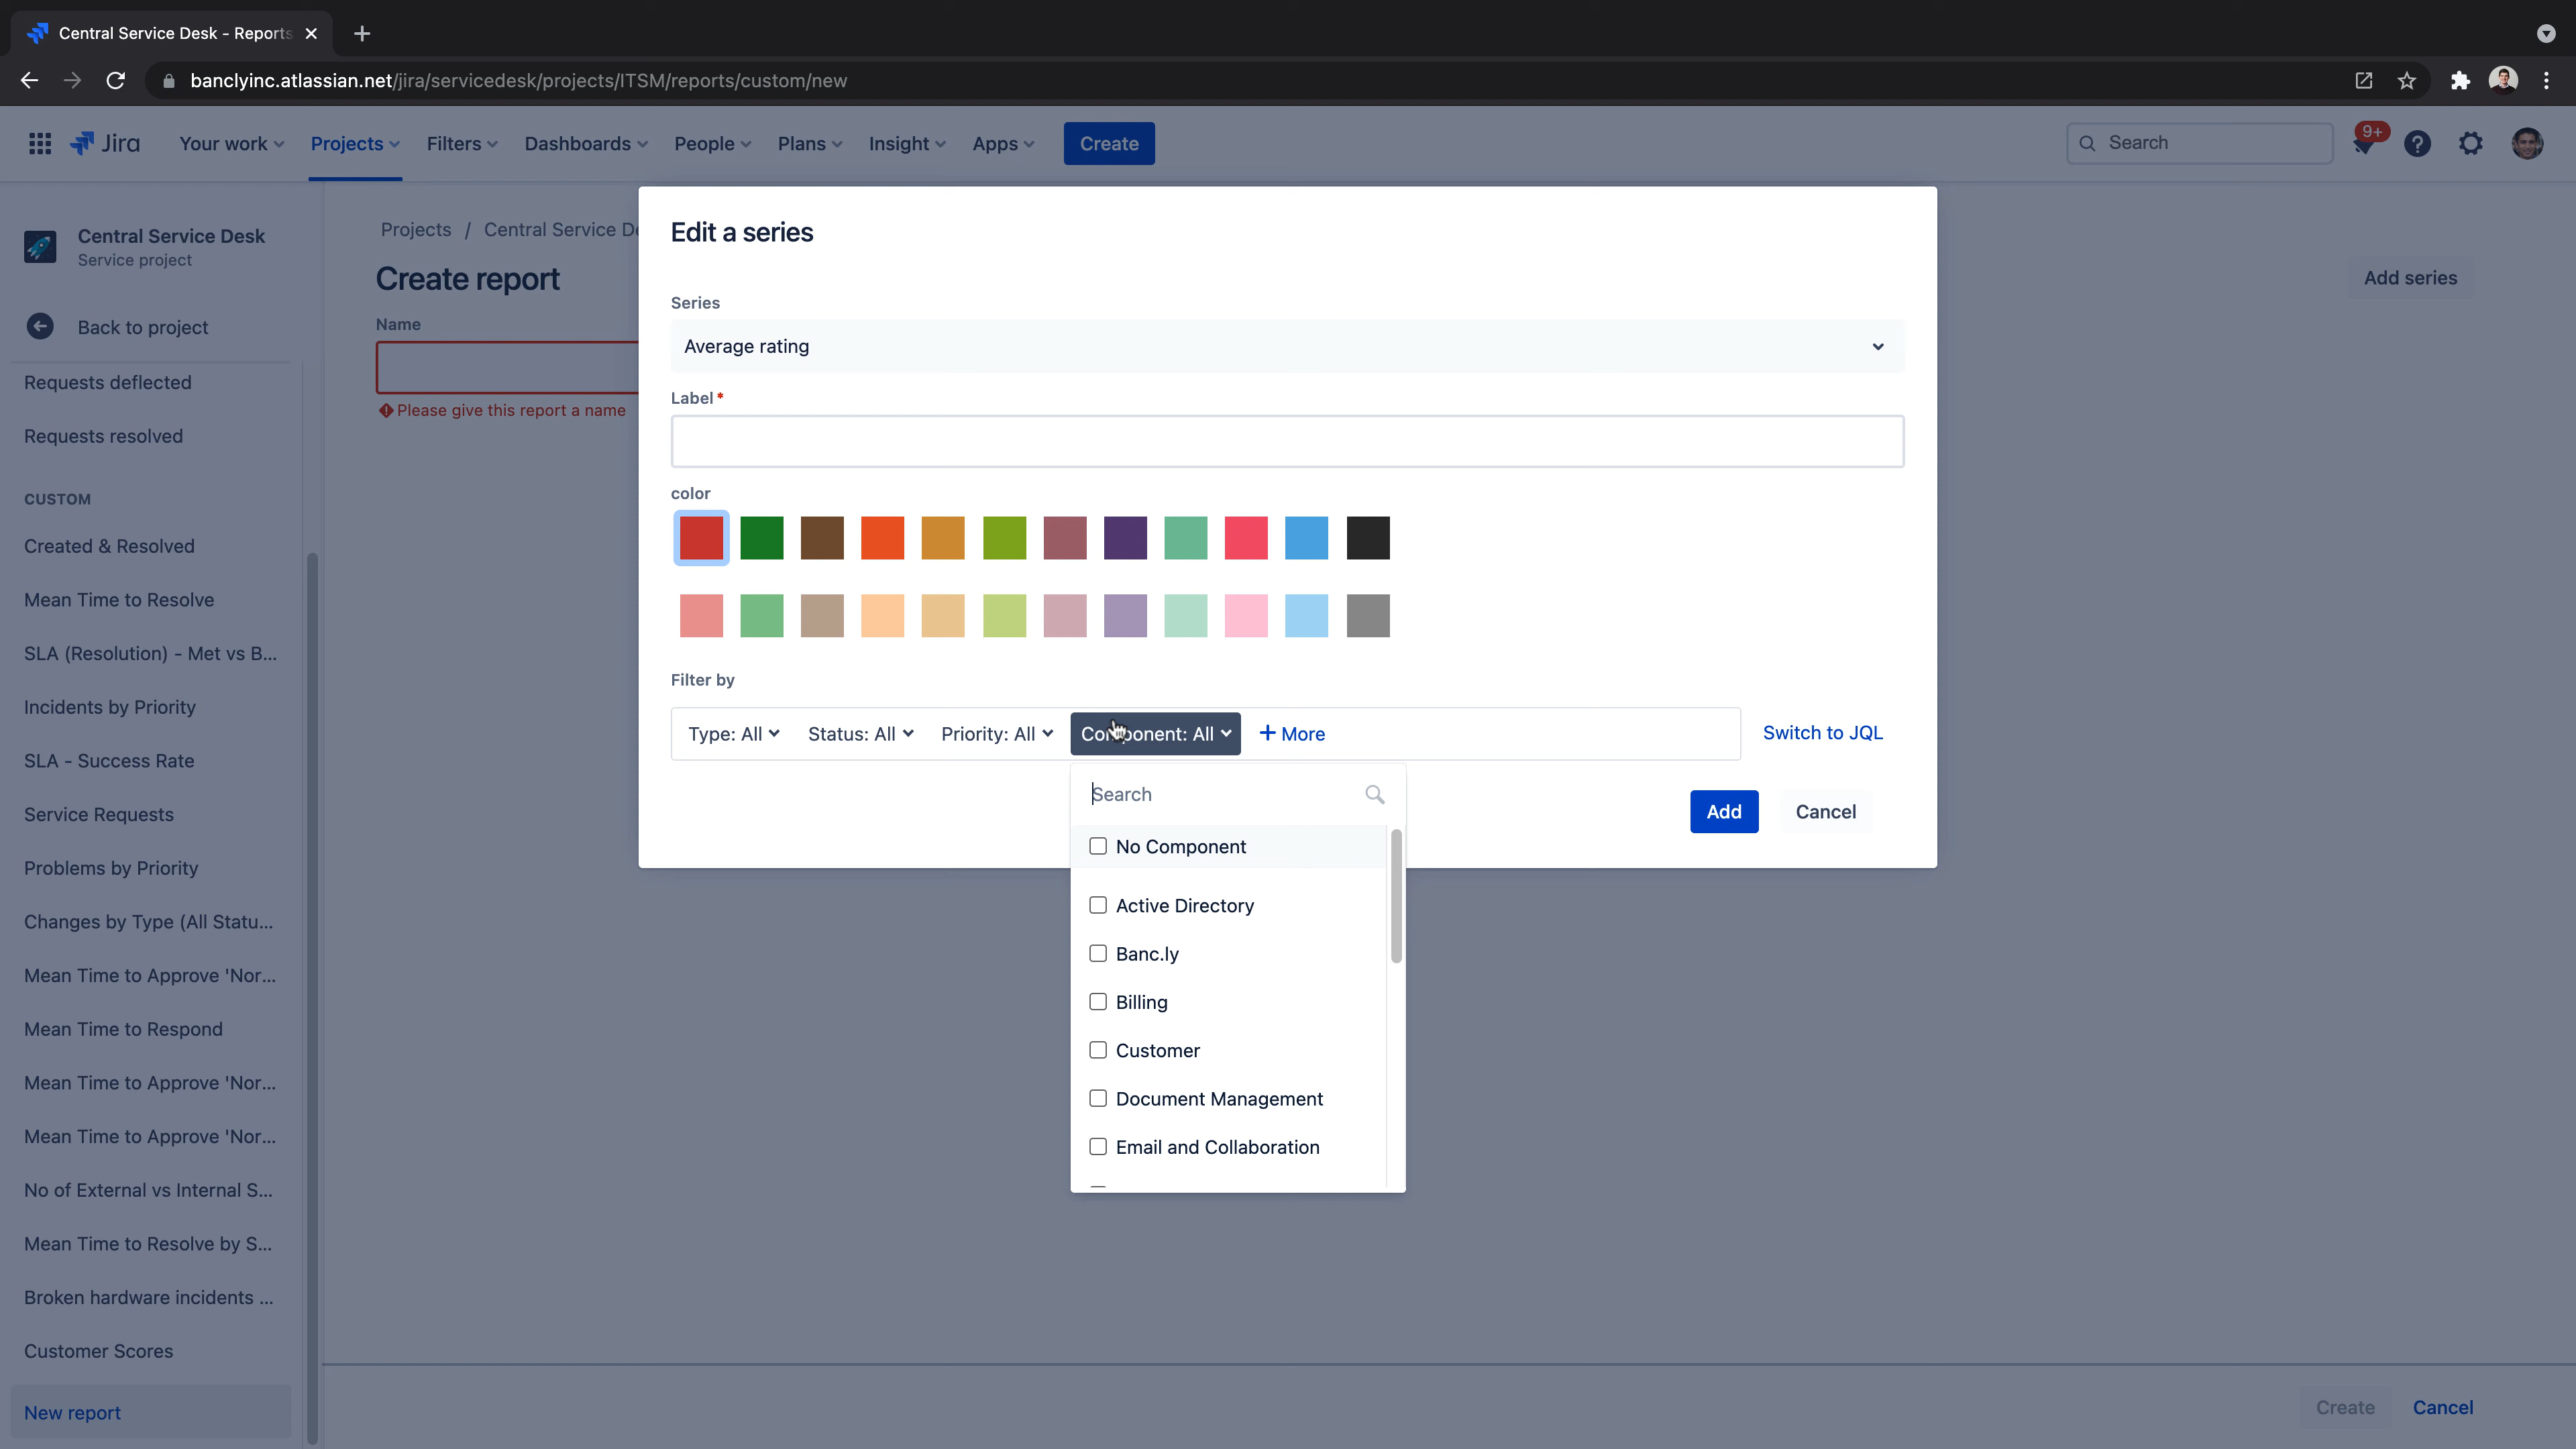 Central Service Desk - Reports
banclyinc.atlassian.net/jira/servicedesk/projects/ITSM/reports/custom/new
Jira
Your work
Projects
Filters
Dashboards
People
Plans
Insight
Apps
Create
Search
9+
Central Service Desk
Service project
Back to project
Requests deflected
Requests resolved
CUSTOM
Created & Resolved
Mean Time to Resolve
SLA (Resolution) - Met vs B...
Incidents by Priority
SLA - Success Rate
Service Requests
Problems by Priority
Changes by Type (All Statu...
Mean Time to Approve 'Nor...
Mean Time to Respond
Mean Time to Approve 'Nor...
Mean Time to Approve 'Nor...
No of External vs Internal S...
Mean Time to Resolve by S...
Broken hardware incidents ...
Customer Scores
New report
Projects / Central Service De
Create report
Add series
Name
Please give this report a name
Edit a series
Series
Average rating
Label *
color
Filter by
Type: All
Status: All
Priority: All
Component: All
+ More
Switch to JQL
Search
No Component
Active Directory
Banc.ly
Billing
Customer
Document Management
Email and Collaboration
Add
Cancel
Create
Cancel